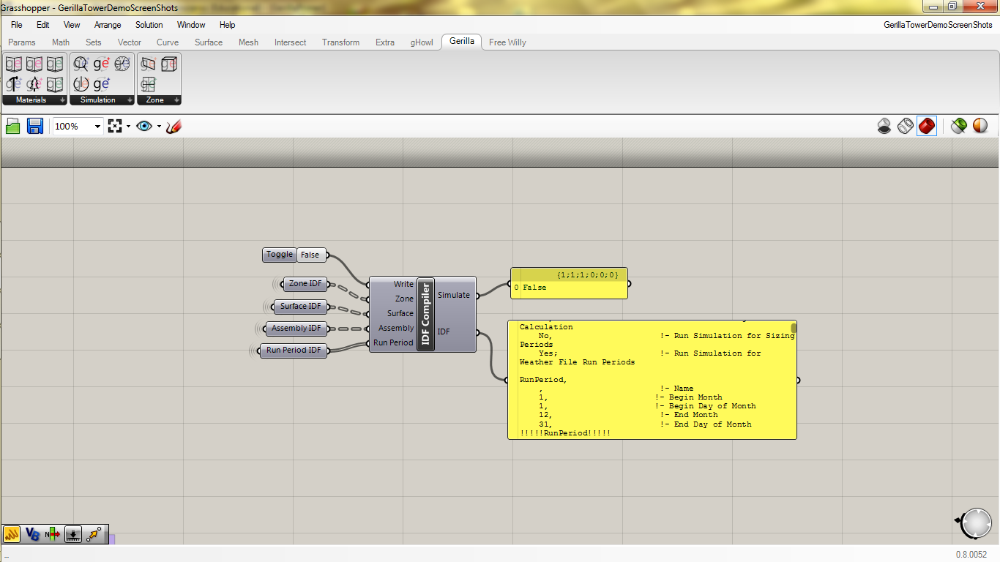 Grasshopper - GerillaTowerDemoScreenShots
File Edit View Arrange Solution Window Help GerillaTowerDemoScreenShots
Params Math Sets Vector Curve Surface Mesh Intersect Transform Extra gHowl Gerilla Free Willy
Materials Simulation Zone
100%
Toggle False
Zone IDF
Surface IDF
Assembly IDF
Run Period IDF
Write
Zone
Surface
Assembly
Run Period
IDF Compiler
Simulate
IDF
{1;1;1;0;0;0}
0 False
Calculation
No, !- Run Simulation for Sizing
Periods
Yes; !- Run Simulation for
Weather File Run Periods
RunPeriod,
, !- Name
1, !- Begin Month
1, !- Begin Day of Month
12, !- End Month
31, !- End Day of Month
!!!!!RunPeriod!!!!!
0.8.0052